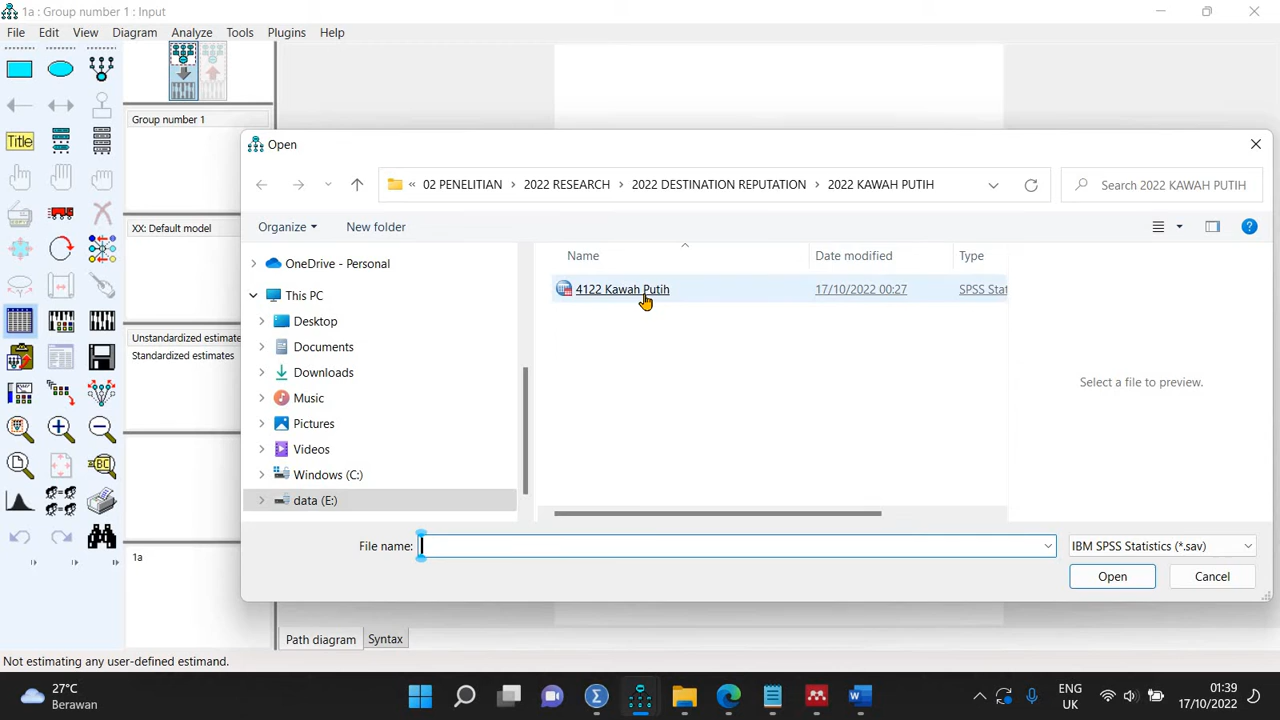 1a : Group number 1 : Input
File Edit View Diagram Analyze Tools Plugins Help
Title
Group number 1
XX: Default model
Unstandardized estimate
Standardized estimates
1a
Open
« 02 PENELITIAN > 2022 RESEARCH > 2022 DESTINATION REPUTATION > 2022 KAWAH PUTIH
Search 2022 KAWAH PUTIH
Organize New folder
OneDrive - Personal
This PC
Desktop
Documents
Downloads
Music
Pictures
Videos
Windows (C:)
data (E:)
Name Date modified Type
4122 Kawah Putih 17/10/2022 00:27 SPSS Stat
Select a file to preview.
File name: IBM SPSS Statistics (*.sav)
Open Cancel
BC
Path diagram Syntax
Not estimating any user-defined estimand.
27°C
Berawan
ENG
UK
01:39
17/10/2022